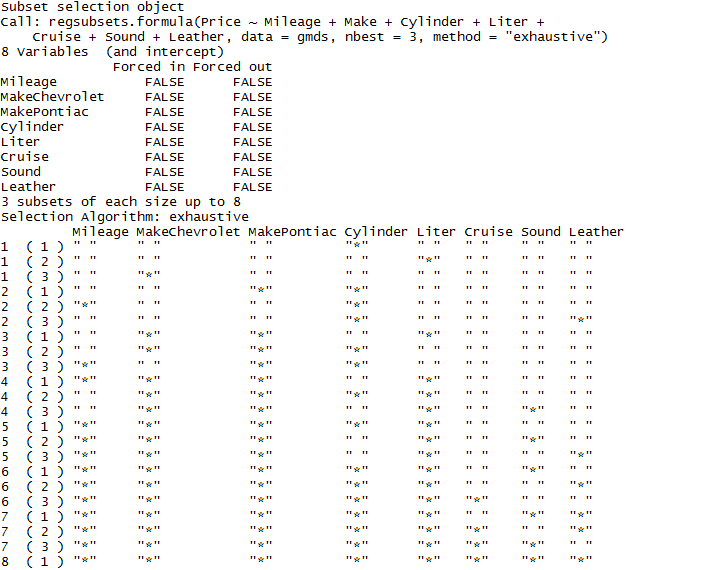 Subset selection object
Call: regsubsets.formula(Price ~ Mileage + Make + Cylinder + Liter +
    Cruise + Sound + Leather, data = gmds, nbest = 3, method = "exhaustive")
8 Variables  (and intercept)
              Forced in Forced out
Mileage           FALSE      FALSE
MakeChevrolet     FALSE      FALSE
MakePontiac       FALSE      FALSE
Cylinder          FALSE      FALSE
Liter             FALSE      FALSE
Cruise            FALSE      FALSE
Sound             FALSE      FALSE
Leather           FALSE      FALSE
3 subsets of each size up to 8
Selection Algorithm: exhaustive
         Mileage MakeChevrolet MakePontiac Cylinder Liter Cruise Sound Leather
1  ( 1 ) " "     " "           " "         "*"      " "   " "    " "   " "
1  ( 2 ) " "     " "           " "         " "      "*"   " "    " "   " "
1  ( 3 ) " "     "*"           " "         " "      " "   " "    " "   " "
2  ( 1 ) " "     " "           "*"         "*"      " "   " "    " "   " "
2  ( 2 ) "*"     " "           " "         "*"      " "   " "    " "   " "
2  ( 3 ) " "     " "           " "         "*"      " "   " "    " "   "*"
3  ( 1 ) " "     "*"           "*"         " "      "*"   " "    " "   " "
3  ( 2 ) " "     "*"           "*"         "*"      " "   " "    " "   " "
3  ( 3 ) "*"     " "           "*"         "*"      " "   " "    " "   " "
4  ( 1 ) "*"     "*"           "*"         " "      "*"   " "    " "   " "
4  ( 2 ) " "     "*"           "*"         "*"      "*"   " "    " "   " "
4  ( 3 ) " "     "*"           "*"         " "      "*"   " "    "*"   " "
5  ( 1 ) "*"     "*"           "*"         "*"      "*"   " "    " "   " "
5  ( 2 ) "*"     "*"           "*"         " "      "*"   " "    "*"   " "
5  ( 3 ) "*"     "*"           "*"         " "      "*"   " "    " "   "*"
6  ( 1 ) "*"     "*"           "*"         "*"      "*"   " "    "*"   " "
6  ( 2 ) "*"     "*"           "*"         "*"      "*"   " "    " "   "*"
6  ( 3 ) "*"     "*"           "*"         "*"      "*"   "*"    " "   " "
7  ( 1 ) "*"     "*"           "*"         "*"      "*"   " "    "*"   "*"
7  ( 2 ) "*"     "*"           "*"         "*"      "*"   "*"    " "   "*"
7  ( 3 ) "*"     "*"           "*"         "*"      "*"   "*"    "*"   " "
8  ( 1 ) "*"     "*"           "*"         "*"      "*"   "*"    "*"   "*"